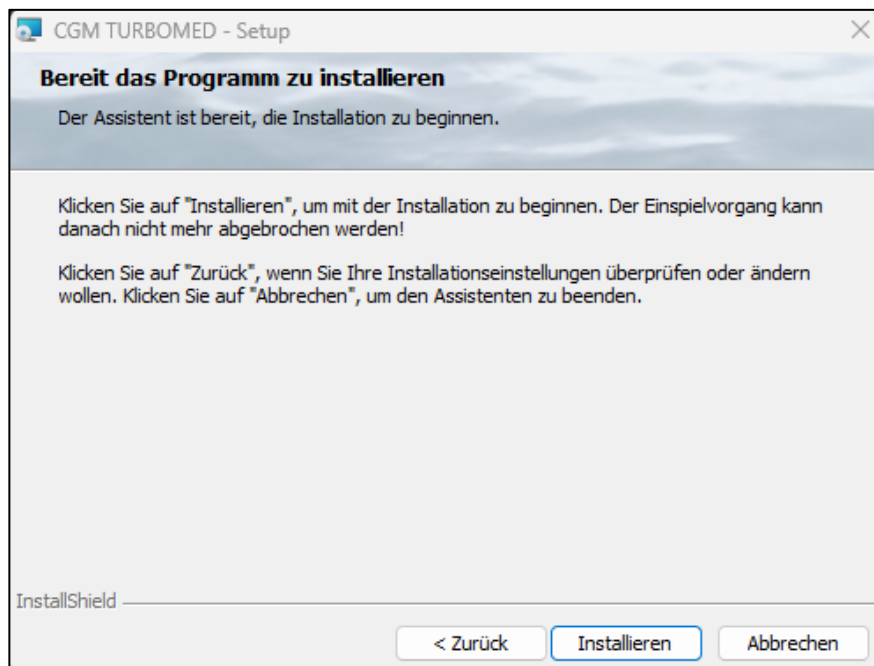 CGM TURBOMED - Setup
Bereit das Programm zu installieren
Der Assistent ist bereit, die Installation zu beginnen.
Klicken Sie auf "Installieren", um mit der Installation zu beginnen. Der Einspielvorgang kann
danach nicht mehr abgebrochen werden!
Klicken Sie auf "Zurück", wenn Sie Ihre Installationseinstellungen überprüfen oder ändern
wollen. Klicken Sie auf "Abbrechen", um den Assistenten zu beenden.
InstallShield
< Zurück Installieren Abbrechen